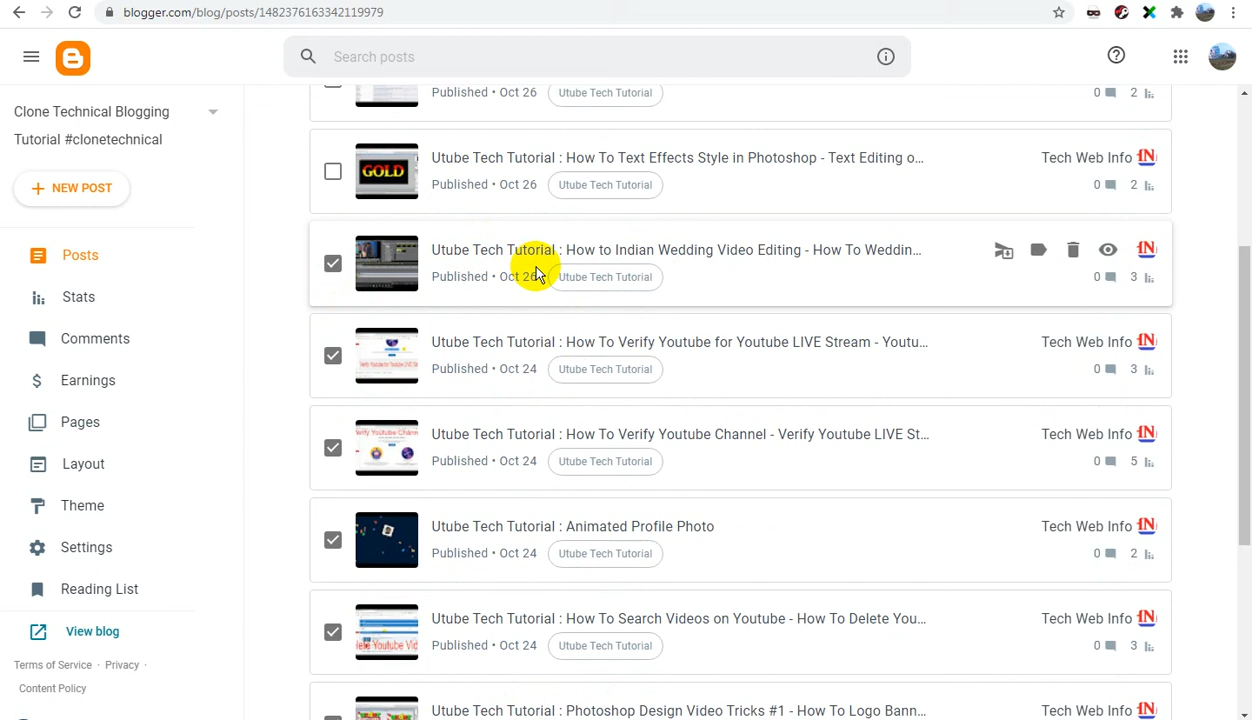 blogger.com/blog/posts/1482376163342119979
Search posts
Clone Technical Blogging
Tutorial #clonetechnical
NEW POST
Posts
Stats
Comments
Earnings
Pages
Layout
Theme
Settings
Reading List
View blog
Terms of Service · Privacy ·
Content Policy
Published • Oct 26 Utube Tech Tutorial 0 2
Utube Tech Tutorial : How To Text Effects Style in Photoshop - Text Editing o... Tech Web Info
GOLD
Published • Oct 26 Utube Tech Tutorial 0 2
Utube Tech Tutorial : How to Indian Wedding Video Editing - How To Weddin...
Published • Oct 26 Utube Tech Tutorial 0 3
Utube Tech Tutorial : How To Verify Youtube for Youtube LIVE Stream - Youtu... Tech Web Info
Published • Oct 24 Utube Tech Tutorial 0 3
Utube Tech Tutorial : How To Verify Youtube Channel - Verify Youtube LIVE St... Tech Web Info
Published • Oct 24 Utube Tech Tutorial 0 5
Utube Tech Tutorial : Animated Profile Photo Tech Web Info
Published • Oct 24 Utube Tech Tutorial 0 2
Utube Tech Tutorial : How To Search Videos on Youtube - How To Delete You... Tech Web Info
Published • Oct 24 Utube Tech Tutorial 0 3
Utube Tech Tutorial : Photoshop Design Video Tricks #1 - How To Logo Bann... Tech Web Info